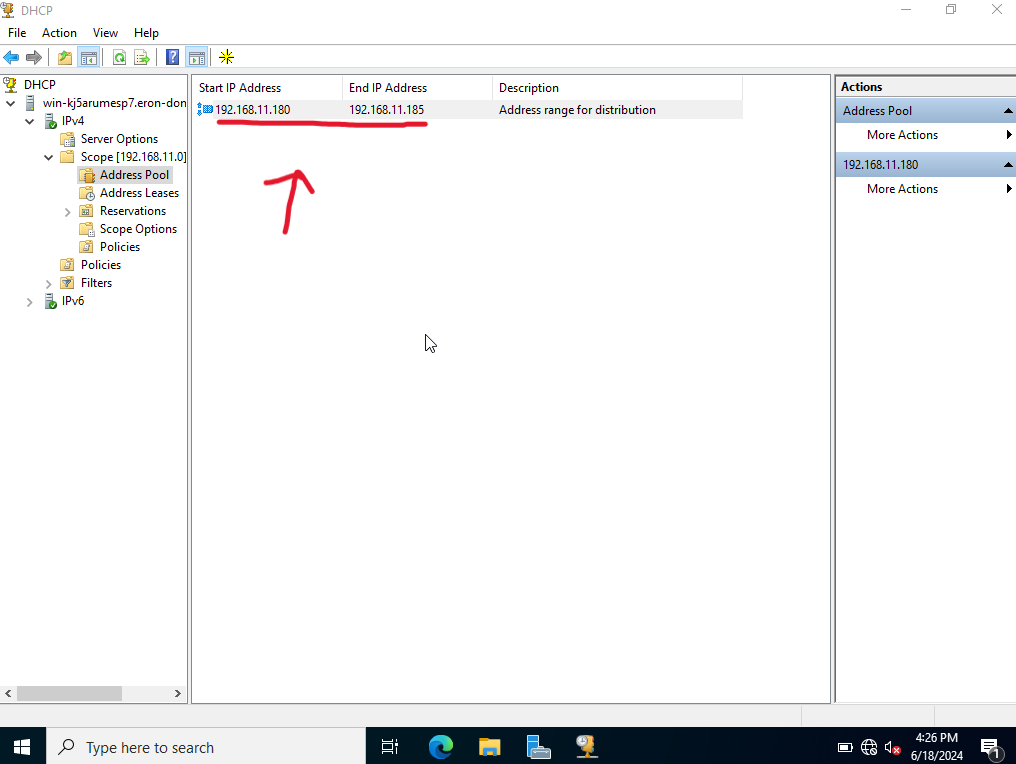 DHCP
File Action View Help
DHCP
win-kj5arumesp7.eron-don
IPv4
Server Options
Scope [192.168.11.0]
Address Pool
Address Leases
Reservations
Scope Options
Policies
Policies
Filters
IPv6
Start IP Address End IP Address Description
192.168.11.180 192.168.11.185 Address range for distribution
Actions
Address Pool
More Actions
192.168.11.180
More Actions
Type here to search
4:26 PM
6/18/2024
1